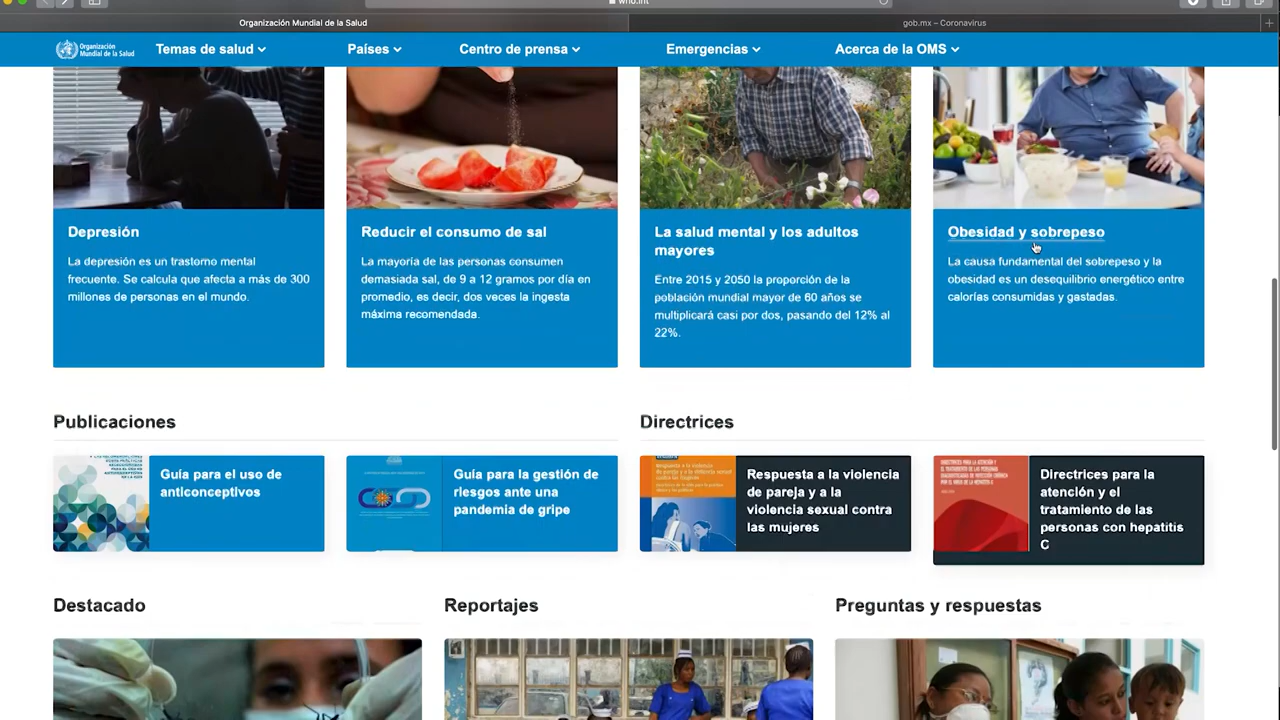 who.int
Organización Mundial de la Salud
gob.mx – Coronavirus
Organización
Mundial de la Salud
Temas de salud
Países
Centro de prensa
Emergencias
Acerca de la OMS
Depresión
La depresión es un trastorno mental
frecuente. Se calcula que afecta a más de 300
millones de personas en el mundo.
Reducir el consumo de sal
La mayoría de las personas consumen
demasiada sal, de 9 a 12 gramos por día en
promedio, es decir, dos veces la ingesta
máxima recomendada.
La salud mental y los adultos
mayores
Entre 2015 y 2050 la proporción de la
población mundial mayor de 60 años se
multiplicará casi por dos, pasando del 12% al
22%.
Obesidad y sobrepeso
La causa fundamental del sobrepeso y la
obesidad es un desequilibrio energético entre
calorías consumidas y gastadas.
Publicaciones
Directrices
Guía para el uso de
anticonceptivos
Guía para la gestión de
riesgos ante una
pandemia de gripe
Respuesta a la violencia
de pareja y a la
violencia sexual contra
las mujeres
Directrices para la
atención y el
tratamiento de las
personas con hepatitis
C
Destacado
Reportajes
Preguntas y respuestas